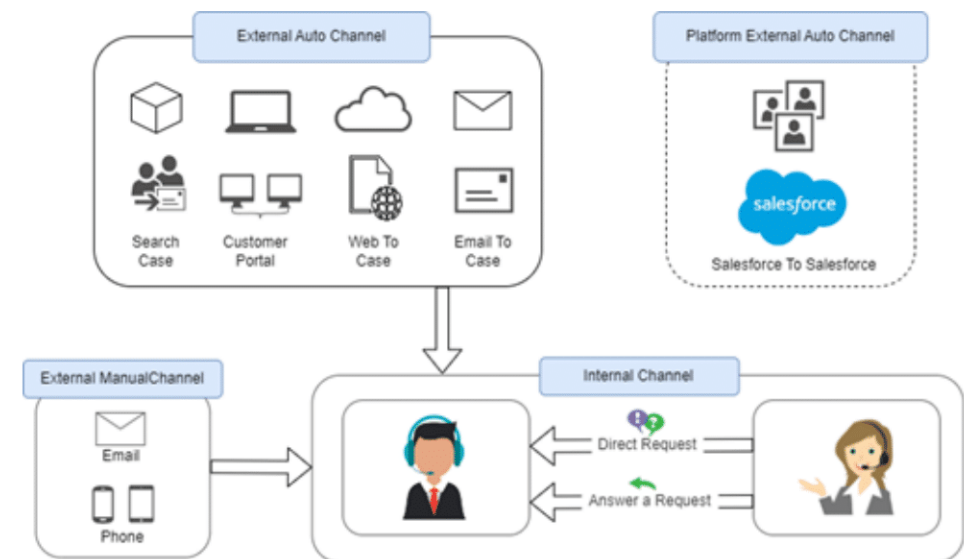 External Auto Channel
Platform External Auto Channel
Search
Case
Customer
Portal
Web To
Case
Email To
Case
salesforce
Salesforce To Salesforce
External ManualChannel
Email
Phone
Internal Channel
Direct Request
Answer a Request